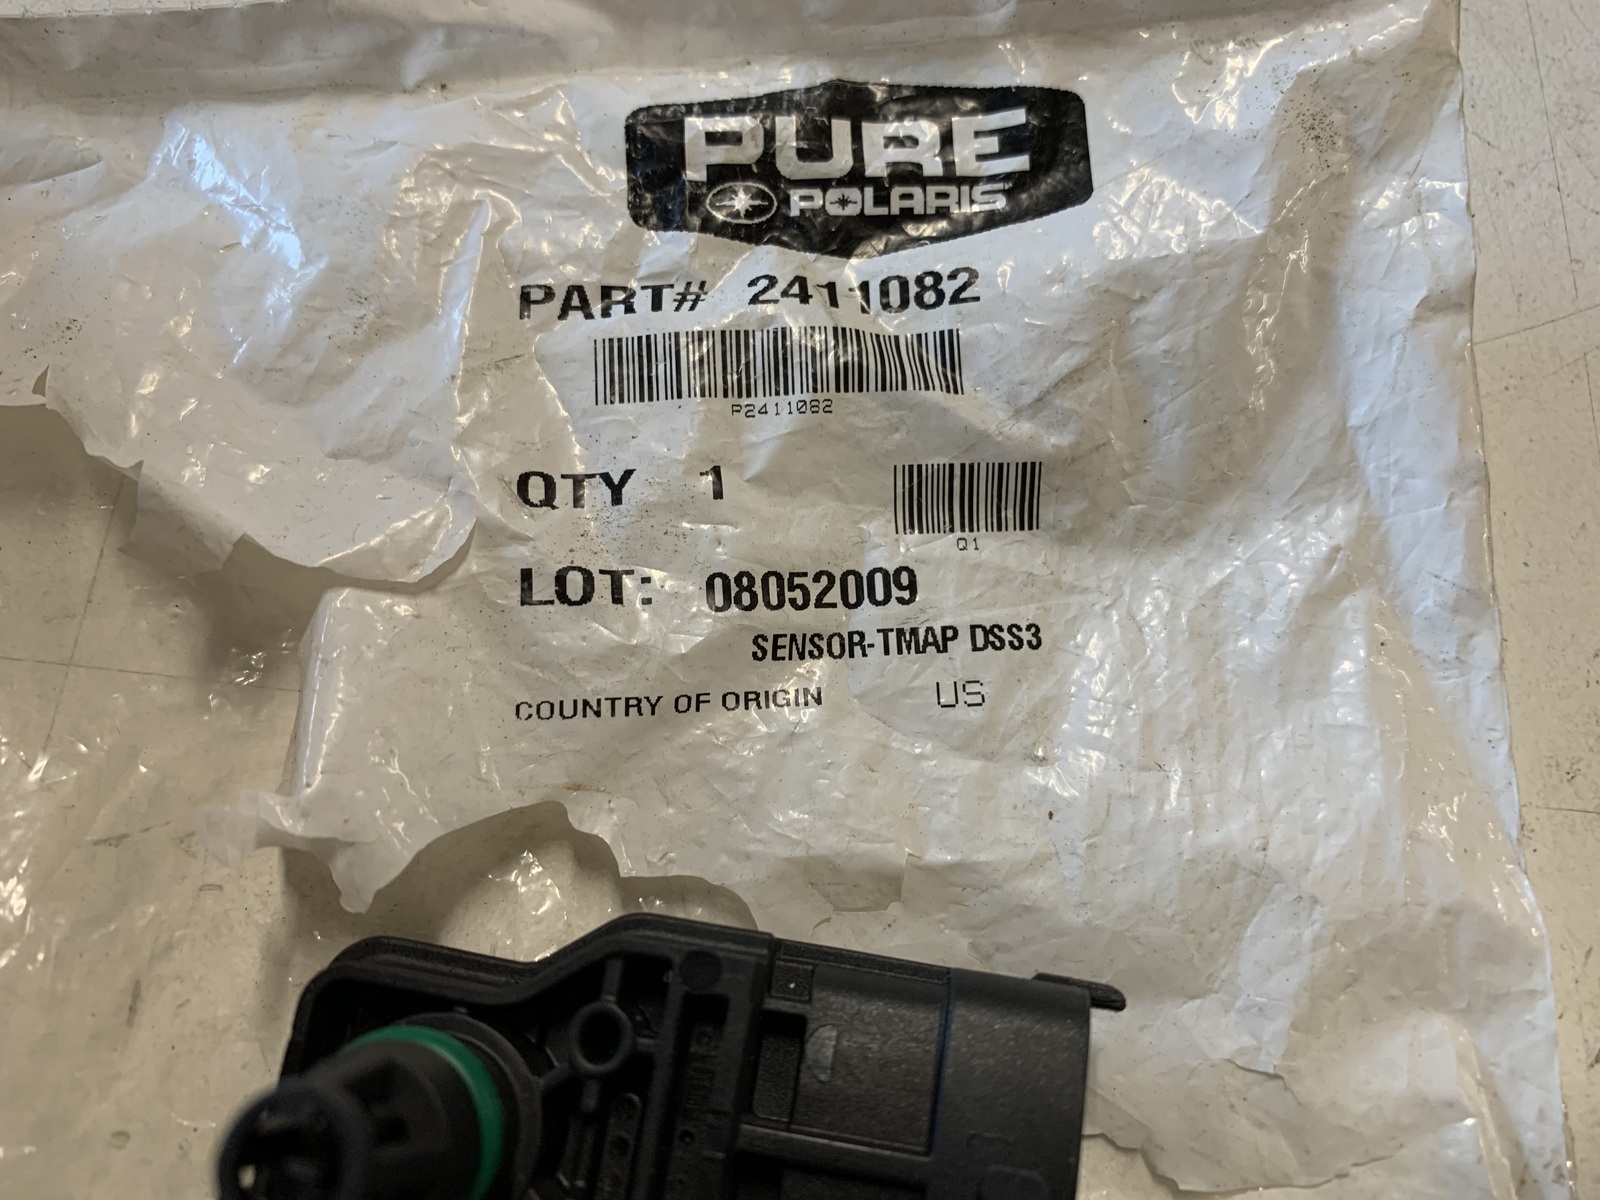 PURE
POLARIS
PART# 2411082
P2411082
QTY 1
Q1
LOT: 08052009
SENSOR-TMAP DSS3
COUNTRY OF ORIGIN US